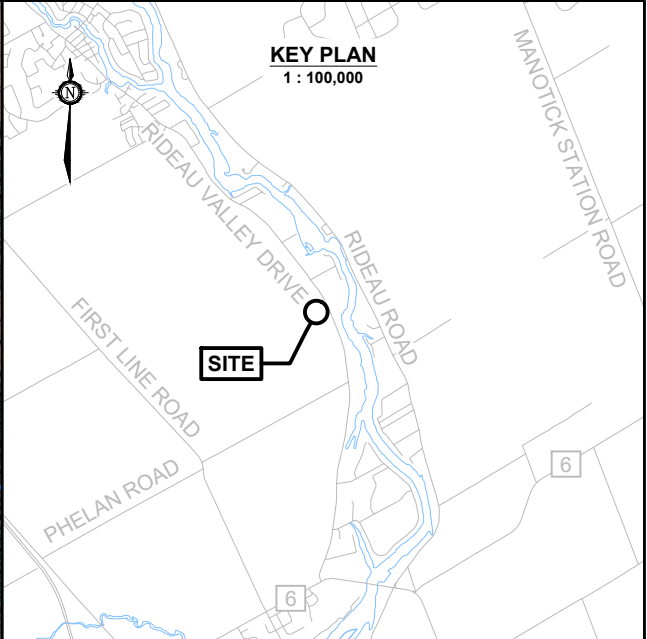 KEY PLAN
1 : 100,000
N
MANOTICK STATION ROAD
RIDEAU VALLEY DRIVE
RIDEAU ROAD
FIRST LINE ROAD
SITE
PHELAN ROAD
6
6